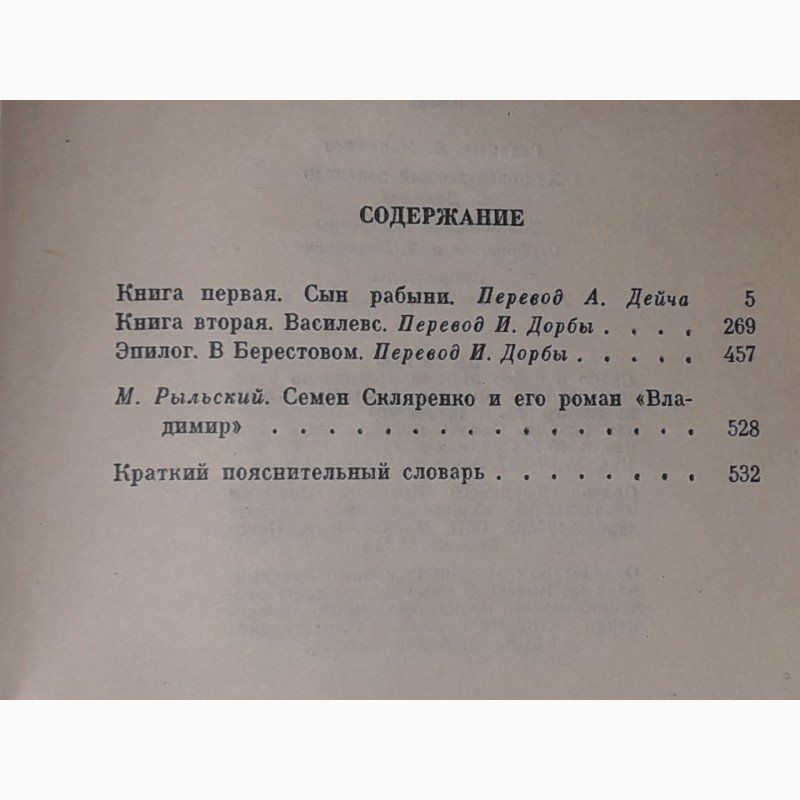 СОДЕРЖАНИЕ
Книга первая. Сын рабыни. Перевод А. Дейча 5
Книга вторая. Василевс. Перевод И. Дорбы . . . . 269
Эпилог. В Берестовом. Перевод И. Дорбы . . . . . 457
М. Рыльский. Семен Скляренко и его роман «Вла-
димир» . . . . . . . . . . . . . . . . 528
Краткий пояснительный словарь . . . . . . . . 532